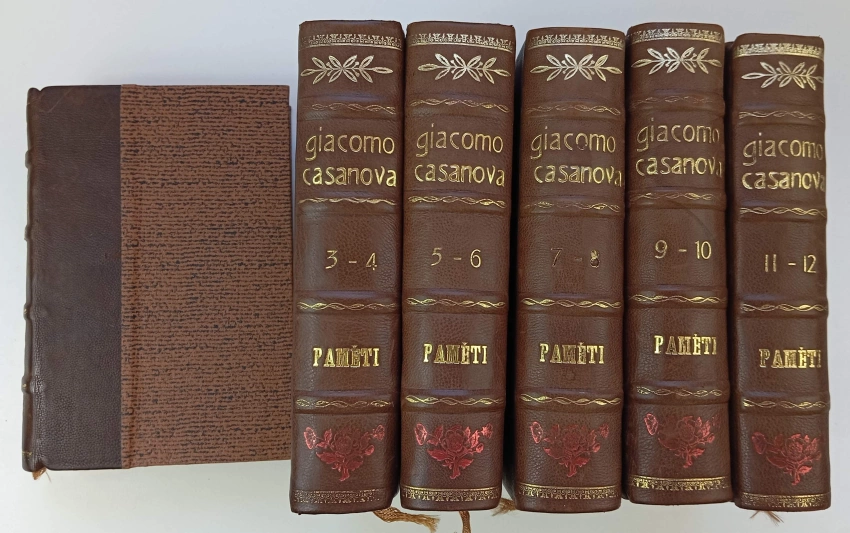 giacomo
casanova
3 - 4
PAMĚTI
giacomo
casanova
5 - 6
PAMĚTI
giacomo
casanova
7 - 8
PAMĚTI
giacomo
casanova
9 - 10
PAMĚTI
giacomo
casanova
11 - 12
PAMĚTI